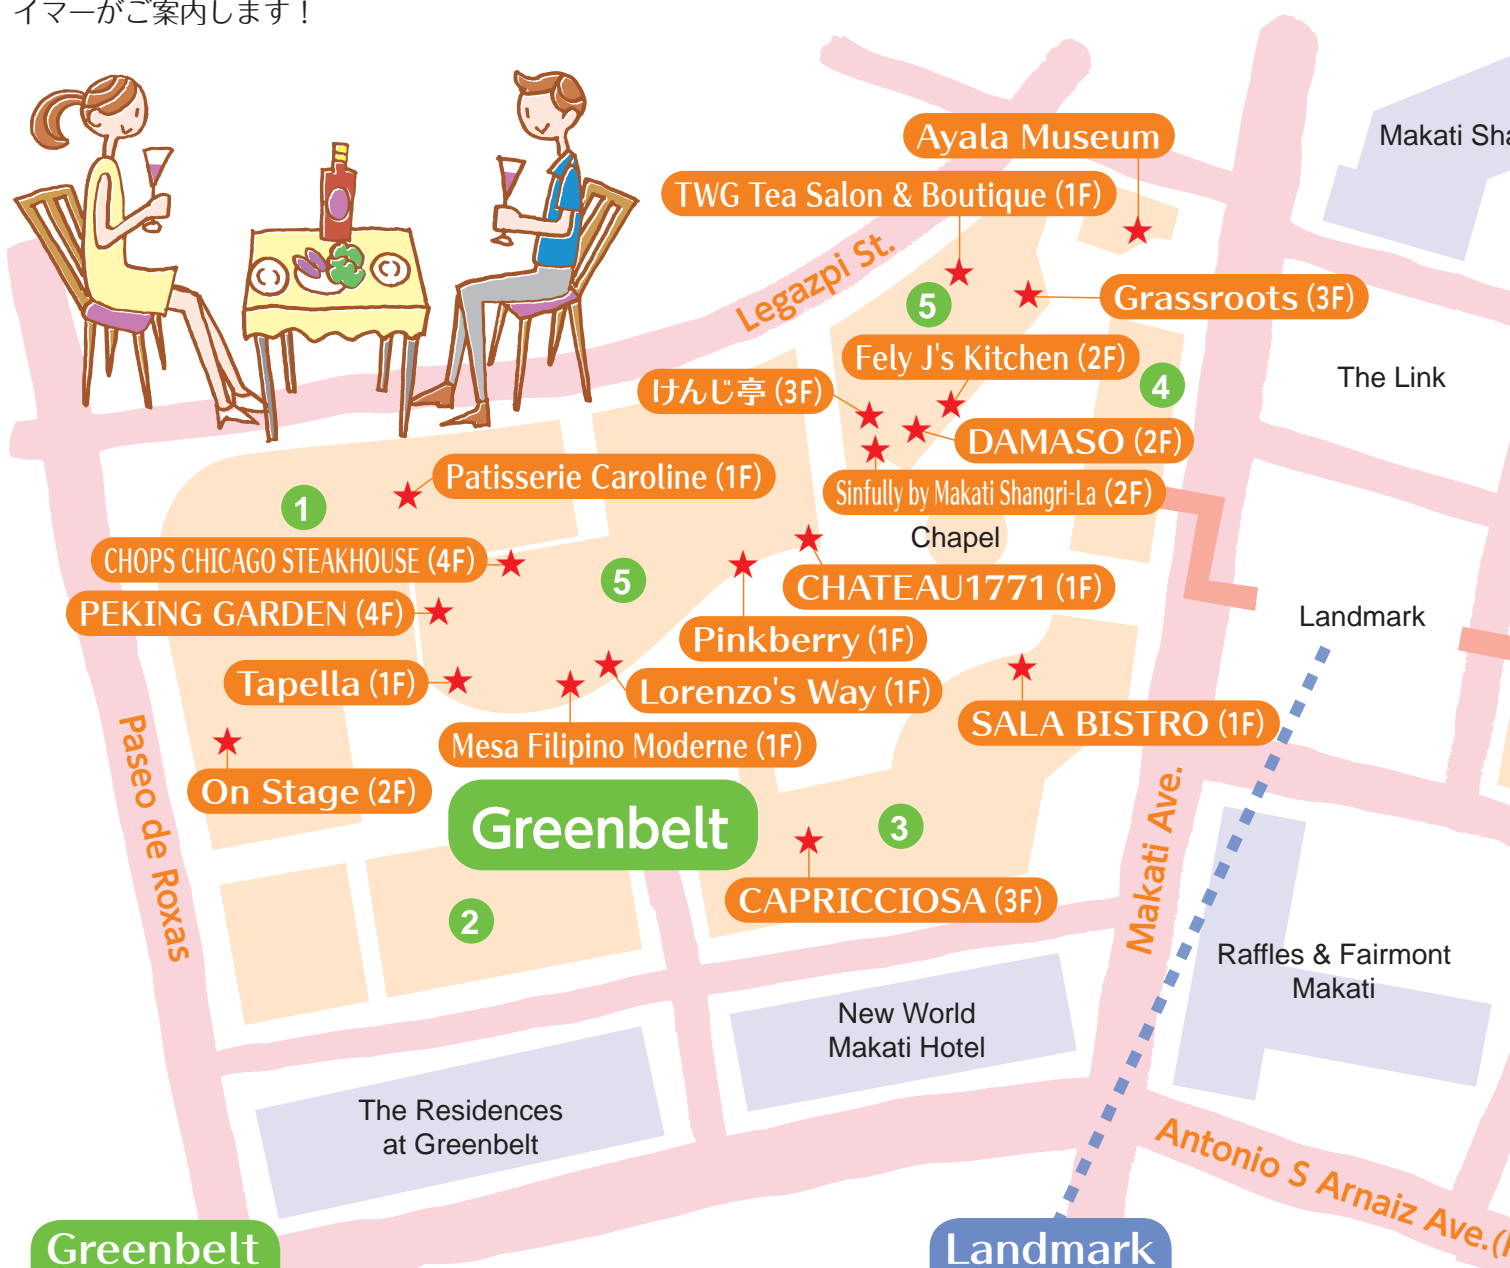 イマーがご案内します！
Makati Sha
Ayala Museum
TWG Tea Salon & Boutique (1F)
Legazpi St.
5
Grassroots (3F)
Fely J's Kitchen (2F)
4
The Link
けんじ亭 (3F)
DAMASO (2F)
Patisserie Caroline (1F)
Sinfully by Makati Shangri-La (2F)
1
Chapel
CHOPS CHICAGO STEAKHOUSE (4F)
5
CHATEAU1771 (1F)
PEKING GARDEN (4F)
Landmark
Pinkberry (1F)
Tapella (1F)
Lorenzo's Way (1F)
SALA BISTRO (1F)
Mesa Filipino Moderne (1F)
On Stage (2F)
Paseo de Roxas
Greenbelt
3
Makati Ave.
CAPRICCIOSA (3F)
2
Raffles & Fairmont
Makati
New World
Makati Hotel
The Residences
at Greenbelt
Antonio S Arnaiz Ave.(
Greenbelt
Landmark